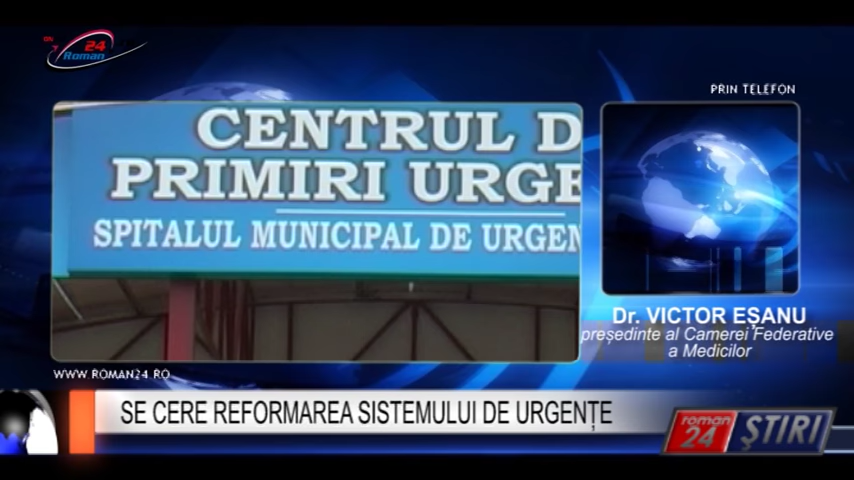 24
Roman
PRIN TELEFON
CENTRUL D
PRIMIRI URGE
SPITALUL MUNICIPAL DE URGEN
Dr. VICTOR EȘANU
președinte al Camerei Federative
a Medicilor
WWW.ROMAN24.RO
SE CERE REFORMAREA SISTEMULUI DE URGENȚE
roman
24
ȘTIRI